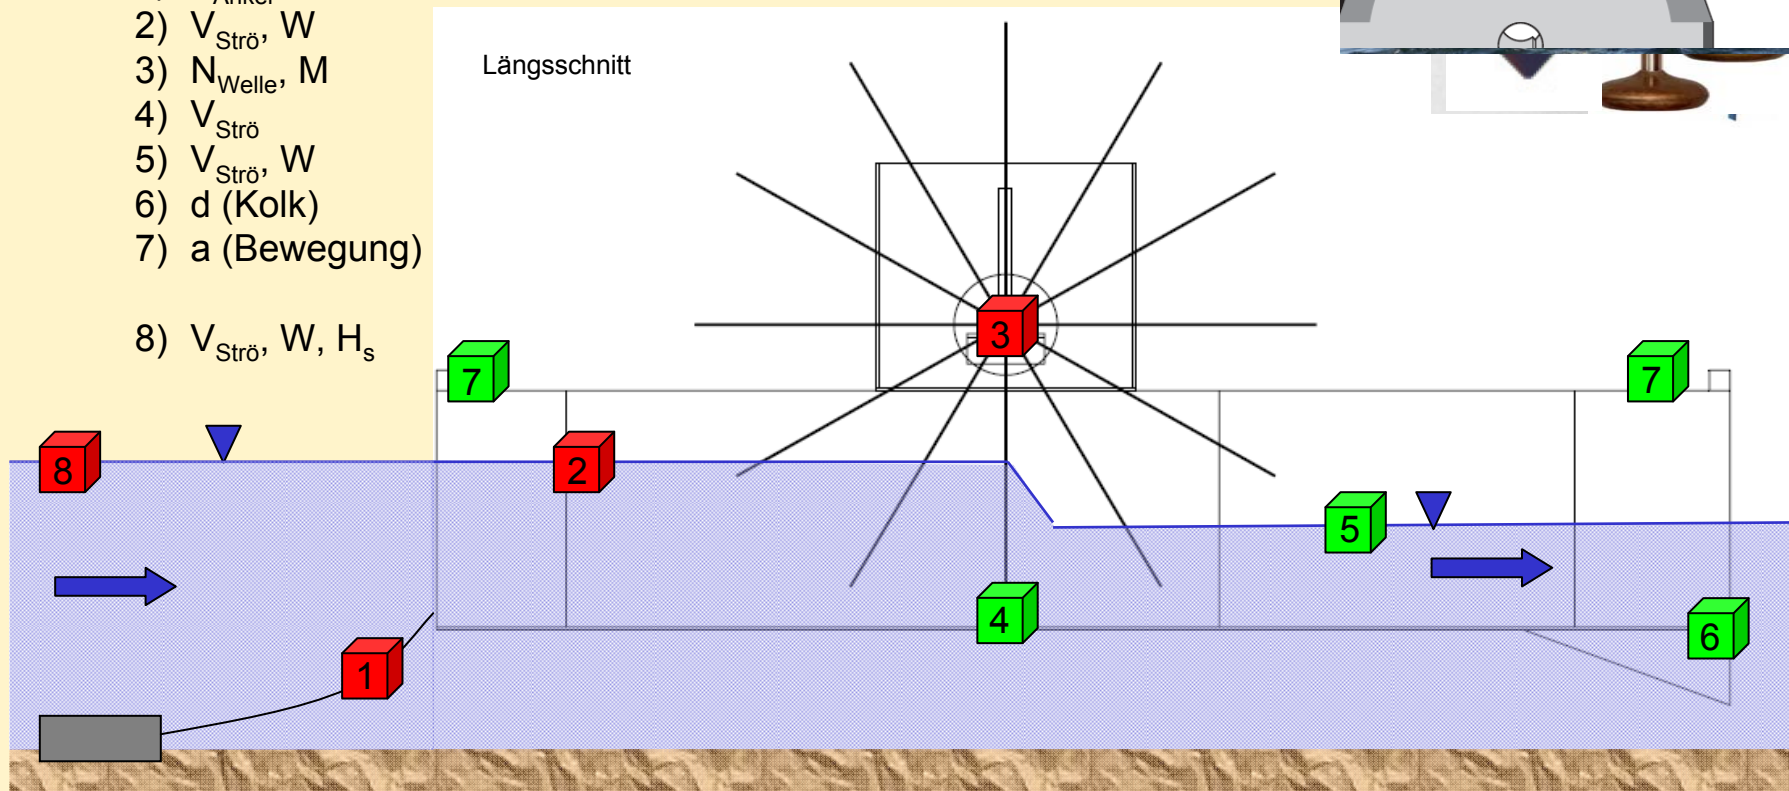 Anker
2) V_Strö, W
3) N_Welle, M
4) V_Strö
5) V_Strö, W
6) d (Kolk)
7) a (Bewegung)
8) V_Strö, W, H_s
Längsschnitt
3
7
7
8
2
5
4
6
1